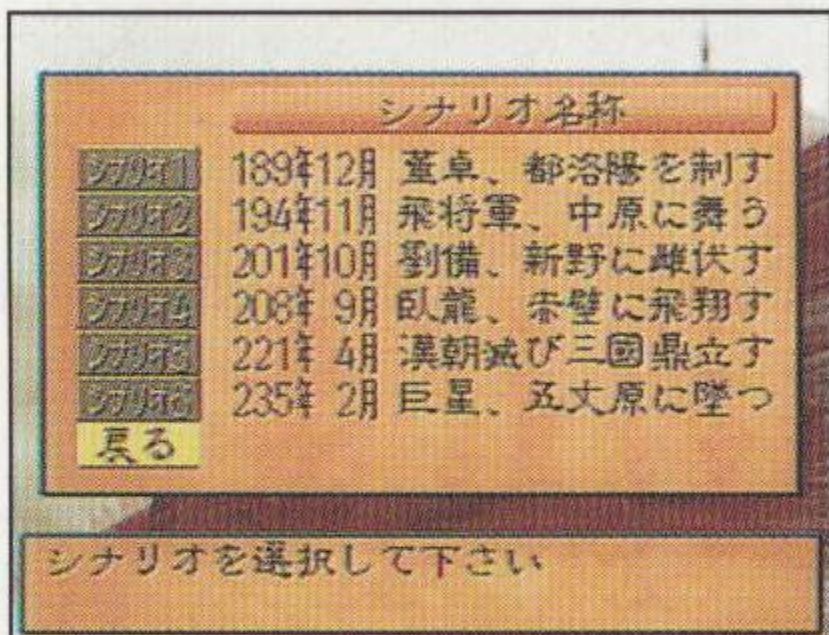 シナリオ名称
シナリオ1 189年12月 董卓、都洛陽を制す
シナリオ2 194年11月 飛将軍、中原に舞う
シナリオ3 201年10月 劉備、新野に雌伏す
シナリオ4 208年 9月 臥龍、赤壁に飛翔す
シナリオ5 221年 4月 漢朝滅び三國鼎立す
シナリオ6 235年 2月 巨星、五丈原に墜つ
戻る
シナリオを選択して下さい